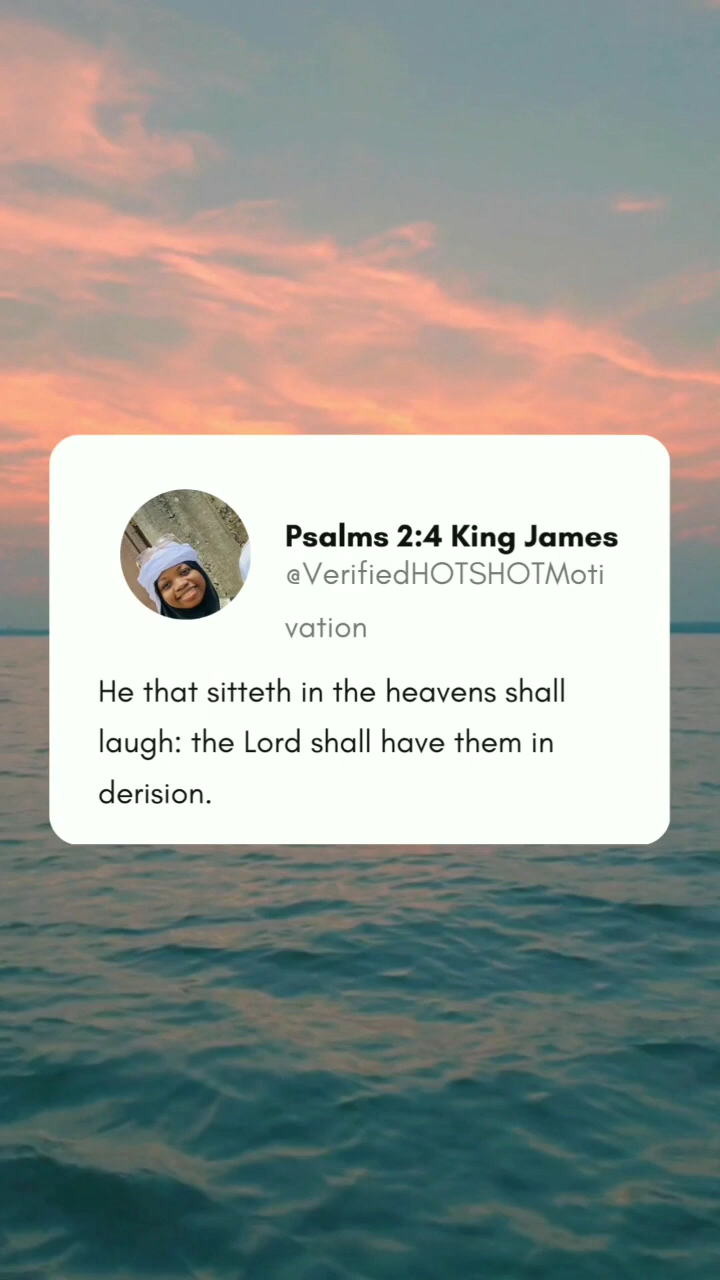 Psalms 2:4 King James
@VerifiedHOTSHOTMoti
vation
He that sitteth in the heavens shall
laugh: the Lord shall have them in
derision.